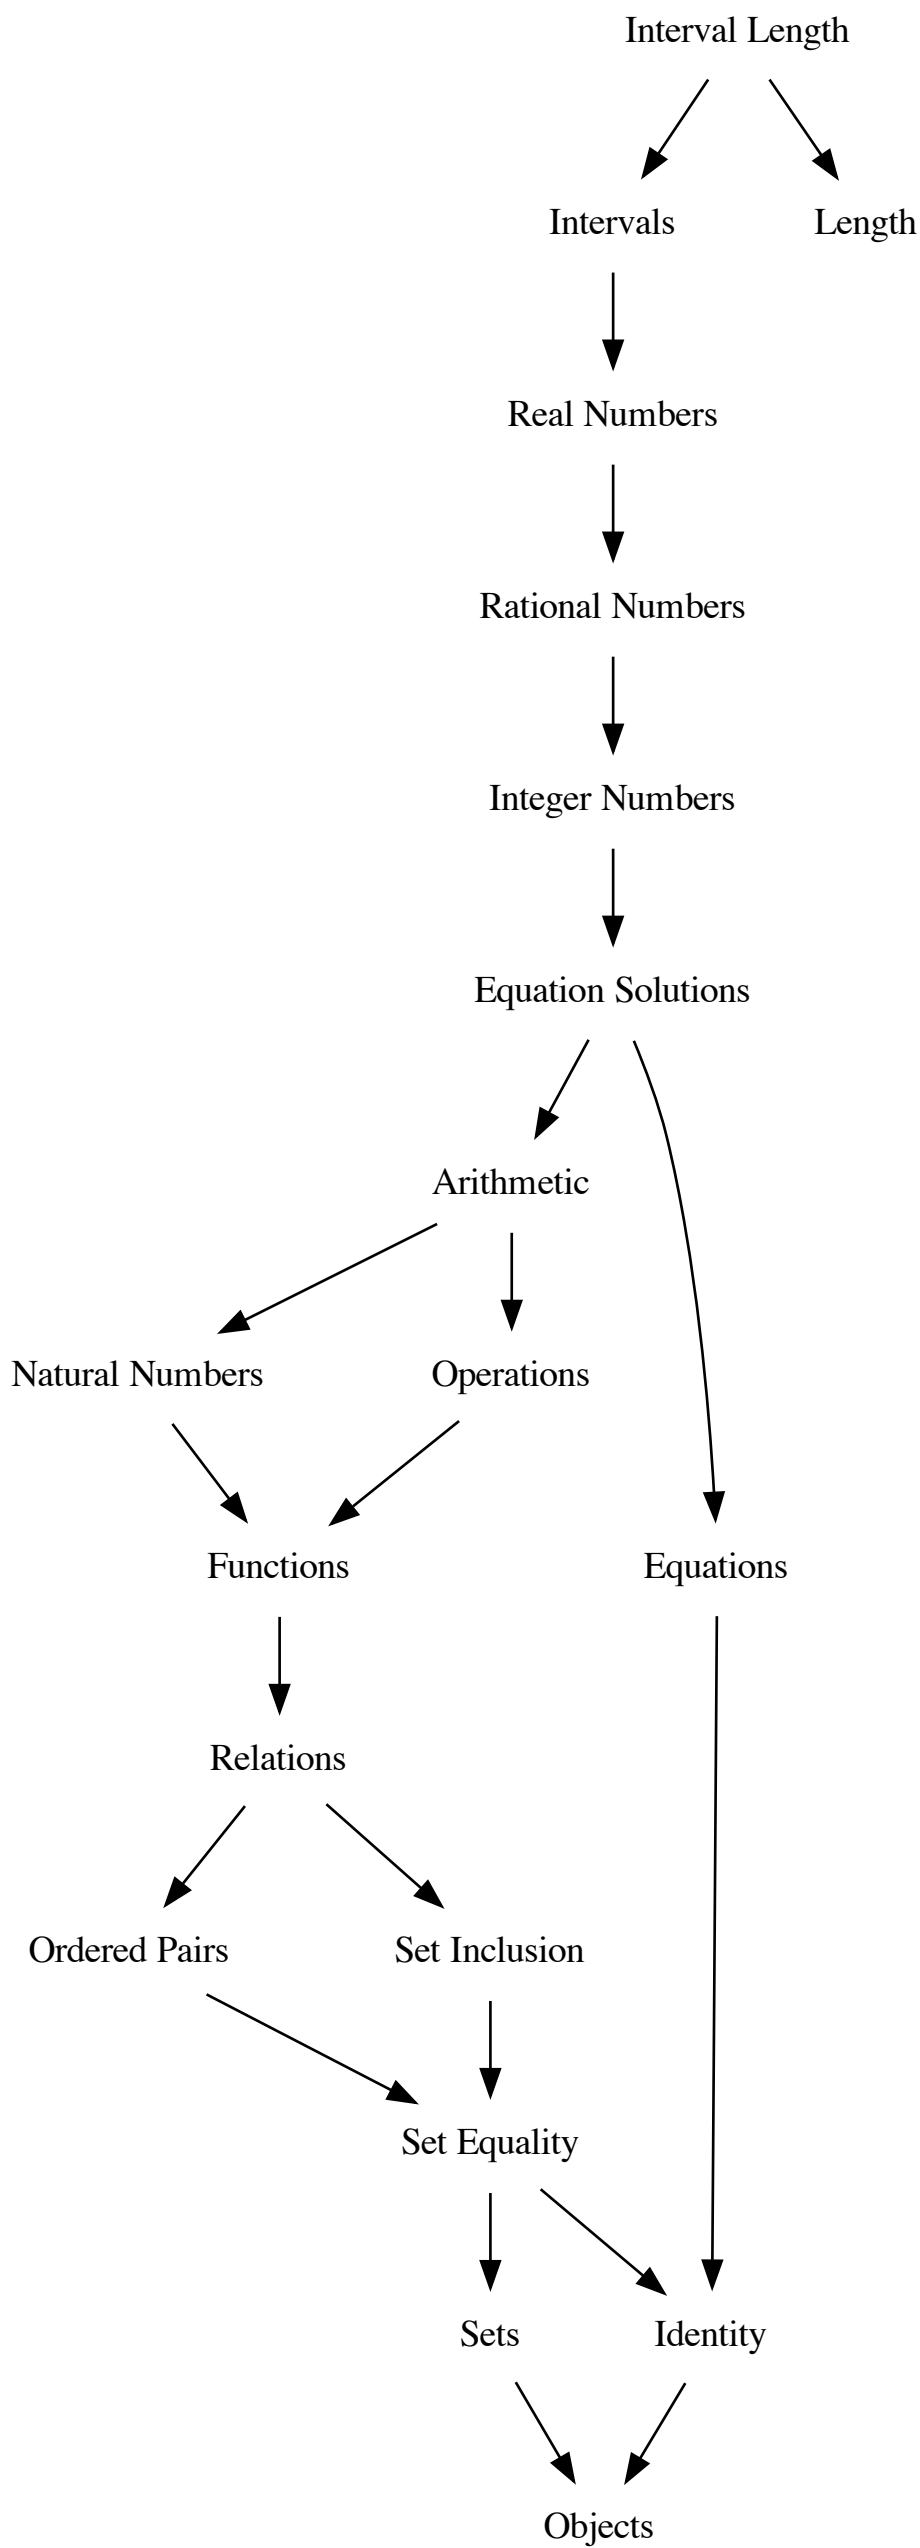 Interval Length
Intervals
Length
Real Numbers
Rational Numbers
Integer Numbers
Equation Solutions
Arithmetic
Natural Numbers
Operations
Functions
Equations
Relations
Ordered Pairs
Set Inclusion
Set Equality
Sets
Identity
Objects